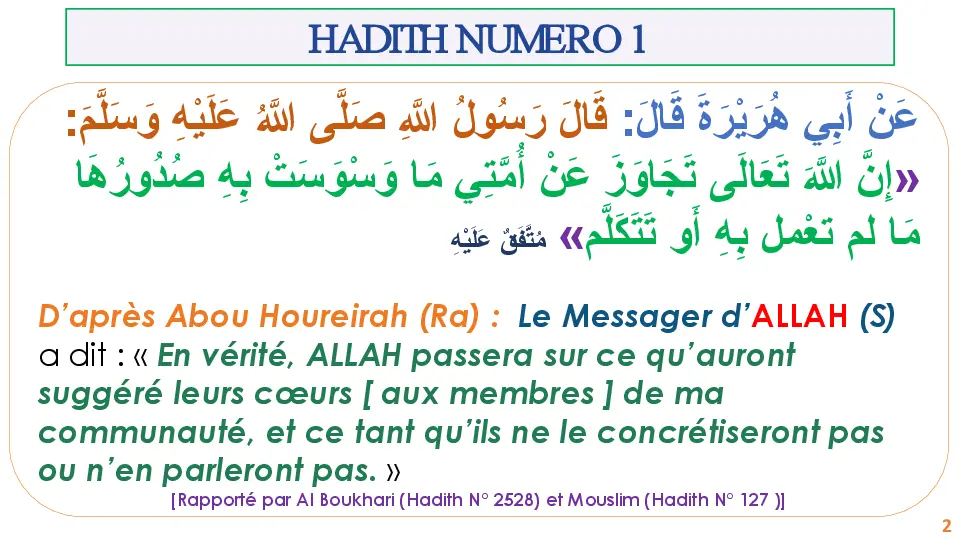 HADITH NUMERO 1
عَنْ أَبِي هُرَيْرَةَ قَالَ: قَالَ رَسُولُ اللَّهِ صَلَّى اللَّهُ عَلَيْهِ وَسَلَّمَ:
«إِنَّ اللَّهَ تَعَالَى تَجَاوَزَ عَنْ أُمَّتِي مَا وَسْوَسَتْ بِهِ صُدُورُهَا
مَا لم تعْمل بِهِ أَو تَتَكَلَّم» مُتَّفَقٌ عَلَيْهِ
D’après Abou Houreirah (Ra) : Le Messager d’ALLAH (S)
a dit : « En vérité, ALLAH passera sur ce qu’auront
suggéré leurs cœurs [ aux membres ] de ma
communauté, et ce tant qu’ils ne le concrétiseront pas
ou n’en parleront pas. »
[Rapporté par Al Boukhari (Hadith N° 2528) et Mouslim (Hadith N° 127 )]
2